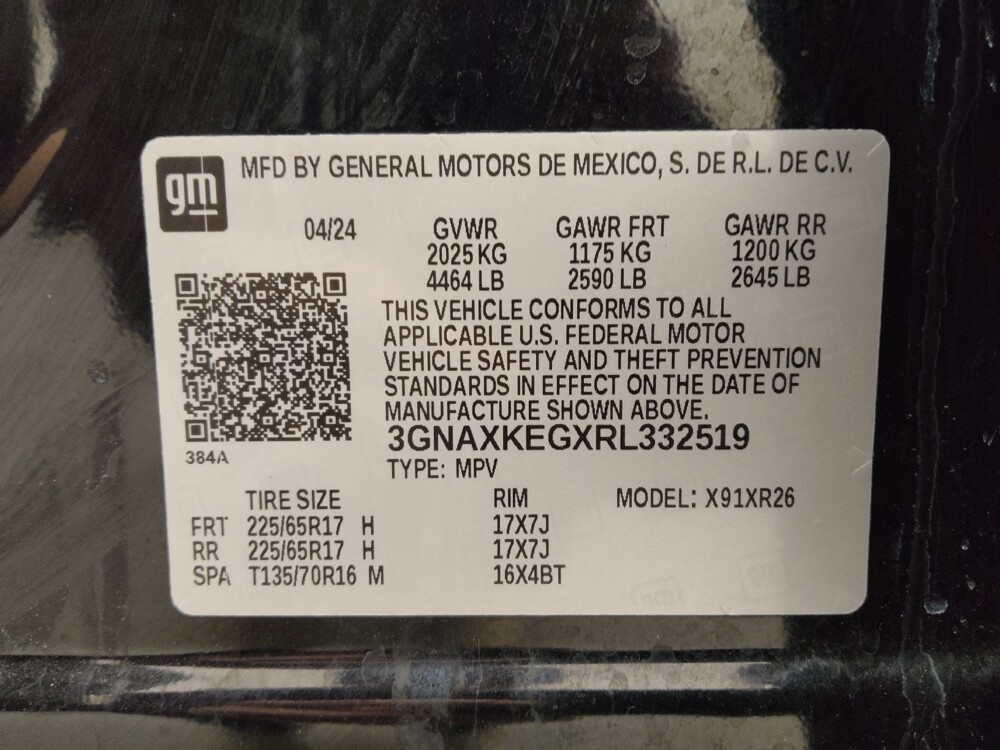 gm
MFD BY GENERAL MOTORS DE MEXICO, S. DE R.L. DE C.V.
04/24 GVWR GAWR FRT GAWR RR
2025 KG 1175 KG 1200 KG
4464 LB 2590 LB 2645 LB
THIS VEHICLE CONFORMS TO ALL
APPLICABLE U.S. FEDERAL MOTOR
VEHICLE SAFETY AND THEFT PREVENTION
STANDARDS IN EFFECT ON THE DATE OF
MANUFACTURE SHOWN ABOVE.
3GNAXKEGXRL332519
384A
TYPE: MPV
TIRE SIZE RIM MODEL: X91XR26
FRT 225/65R17 H 17X7J
RR 225/65R17 H 17X7J
SPA T135/70R16 M 16X4BT